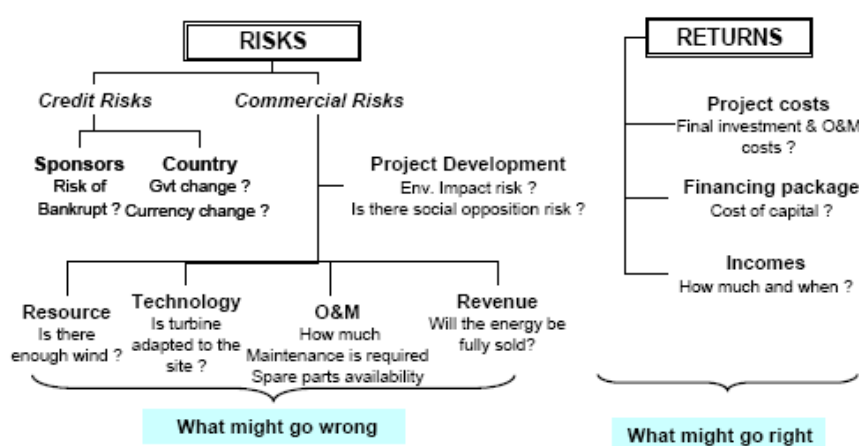 RISKS
Credit Risks
Commercial Risks
Sponsors
Risk of
Bankrupt ?
Country
Gvt change ?
Currency change ?
Project Development
Env. Impact risk ?
Is there social opposition risk ?
Resource
Is there
enough wind ?
Technology
Is turbine
adapted to the
site ?
O&M
How much
Maintenance is required
Spare parts availability
Revenue
Will the energy be
fully sold?
What might go wrong
RETURNS
Project costs
Final investment & O&M
costs ?
Financing package
Cost of capital ?
Incomes
How much and when ?
What might go right